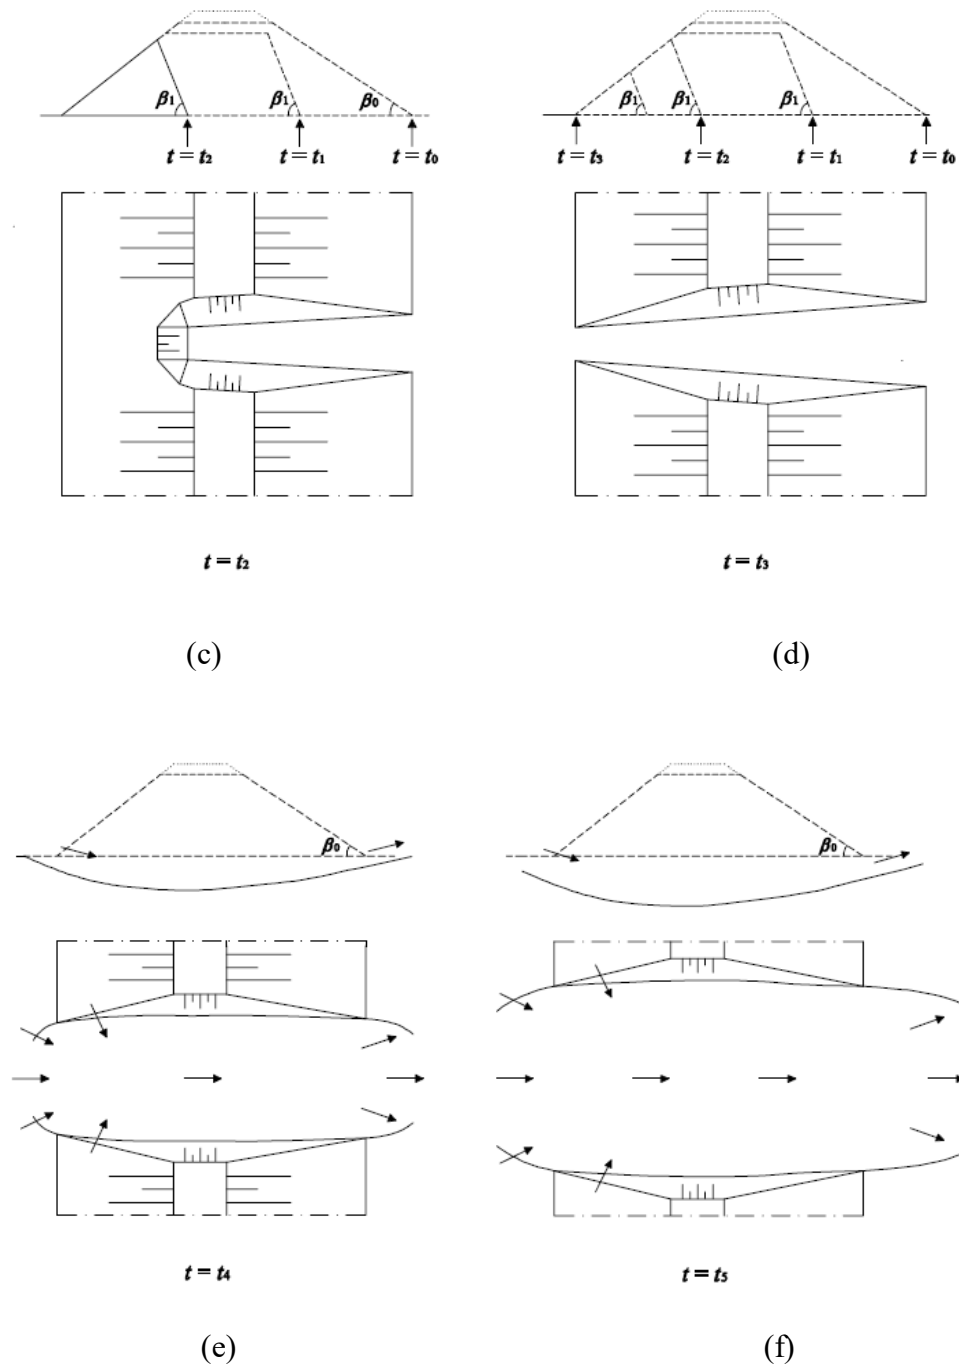 β₁ β₁ β₀
t = t₂ t = t₁ t = t₀
t = t₂
(c)
β₁ β₁ β₁
t = t₃ t = t₂ t = t₁ t = t₀
t = t₃
(d)
β₀
t = t₄
(e)
β₀
t = t₅
(f)